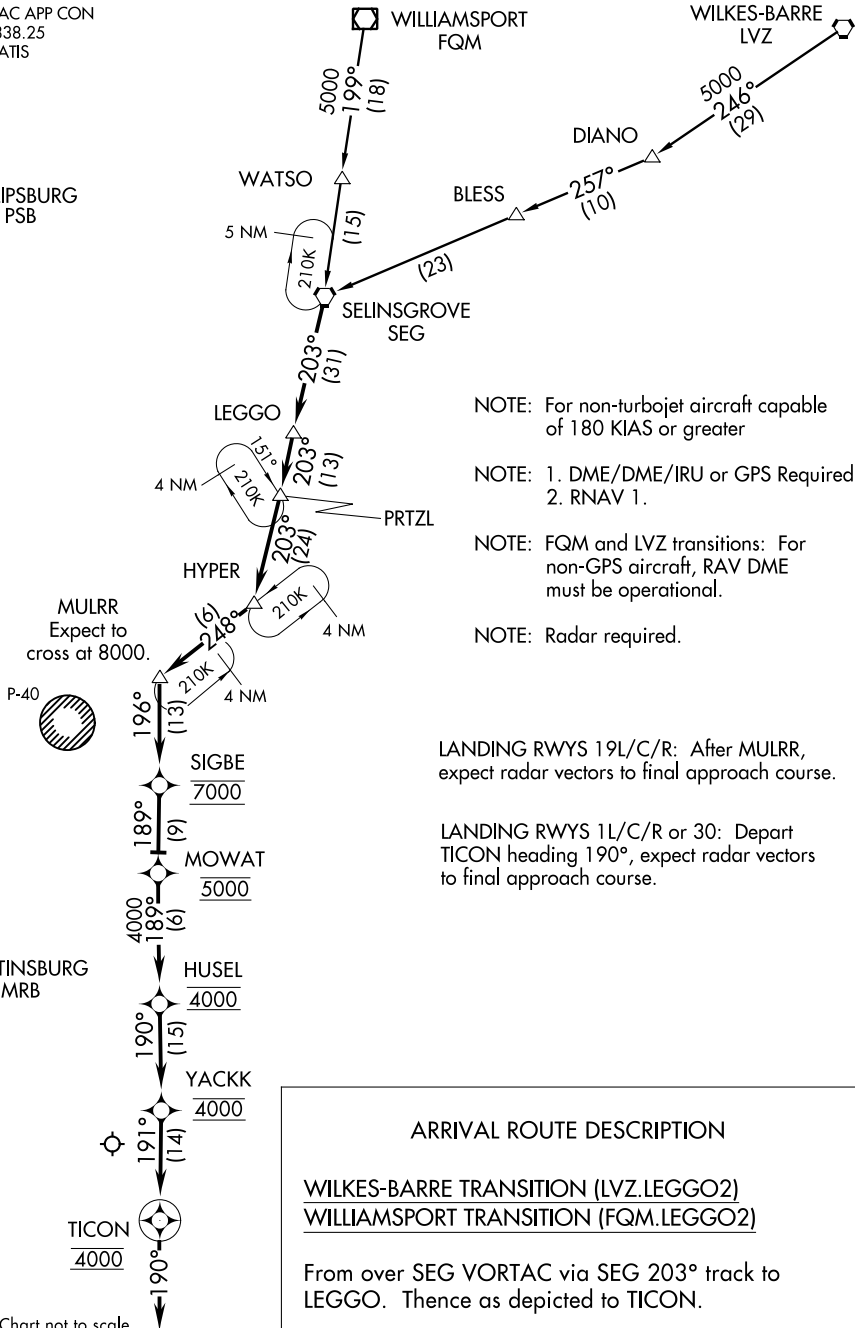 AC APP CON
338.25
ATIS
WILLIAMSPORT
FQM
WILKES-BARRE
LVZ
5000
199°
(18)
5000
246°
(29)
DIANO
WATSO
257°
(10)
BLESS
IPSBURG
PSB
5 NM
210K
(15)
(23)
SELINSGROVE
SEG
203°
(31)
LEGGO
NOTE: For non-turbojet aircraft capable
of 180 KIAS or greater
151°
203°
(13)
4 NM
210K
NOTE: 1. DME/DME/IRU or GPS Required
2. RNAV 1.
PRTZL
203°
(24)
NOTE: FQM and LVZ transitions: For
non-GPS aircraft, RAV DME
must be operational.
HYPER
210K
4 NM
NOTE: Radar required.
MULRR
Expect to
cross at 8000.
(6)
248°
210K
4 NM
P-40
196°
(13)
LANDING RWYS 19L/C/R: After MULRR,
expect radar vectors to final approach course.
SIGBE
7000
189°
(9)
LANDING RWYS 1L/C/R or 30: Depart
TICON heading 190°, expect radar vectors
to final approach course.
MOWAT
5000
4000
189°
(6)
TINSBURG
MRB
HUSEL
4000
190°
(15)
YACKK
4000
191°
(14)
TICON
4000
190°
ARRIVAL ROUTE DESCRIPTION
WILKES-BARRE TRANSITION (LVZ.LEGGO2)
WILLIAMSPORT TRANSITION (FQM.LEGGO2)
From over SEG VORTAC via SEG 203° track to
LEGGO. Thence as depicted to TICON.
Chart not to scale